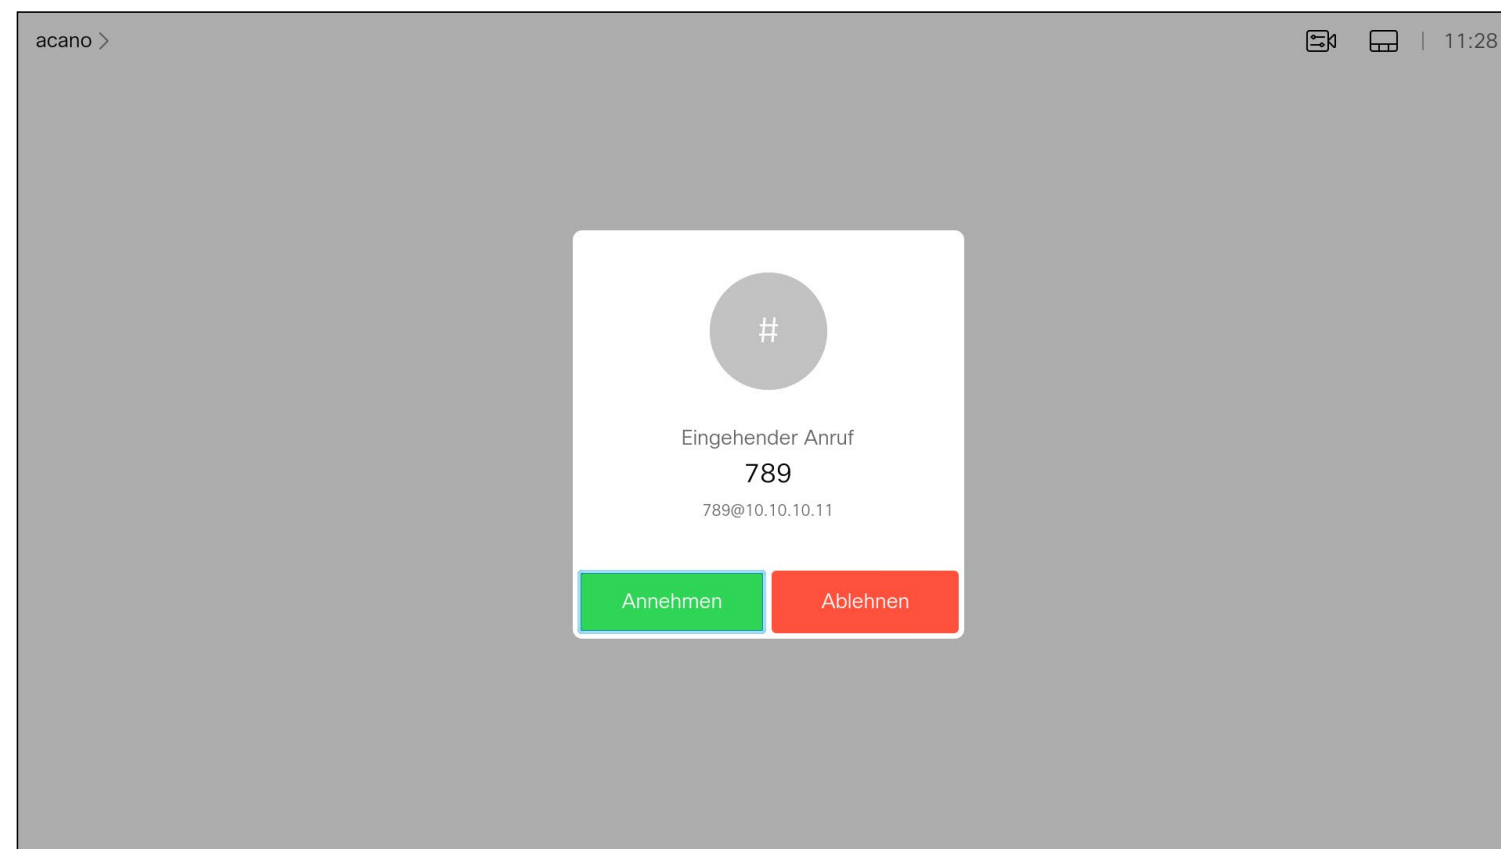 acano
11:28
#
Eingehender Anruf
789
789@10.10.10.11
Annehmen
Ablehnen